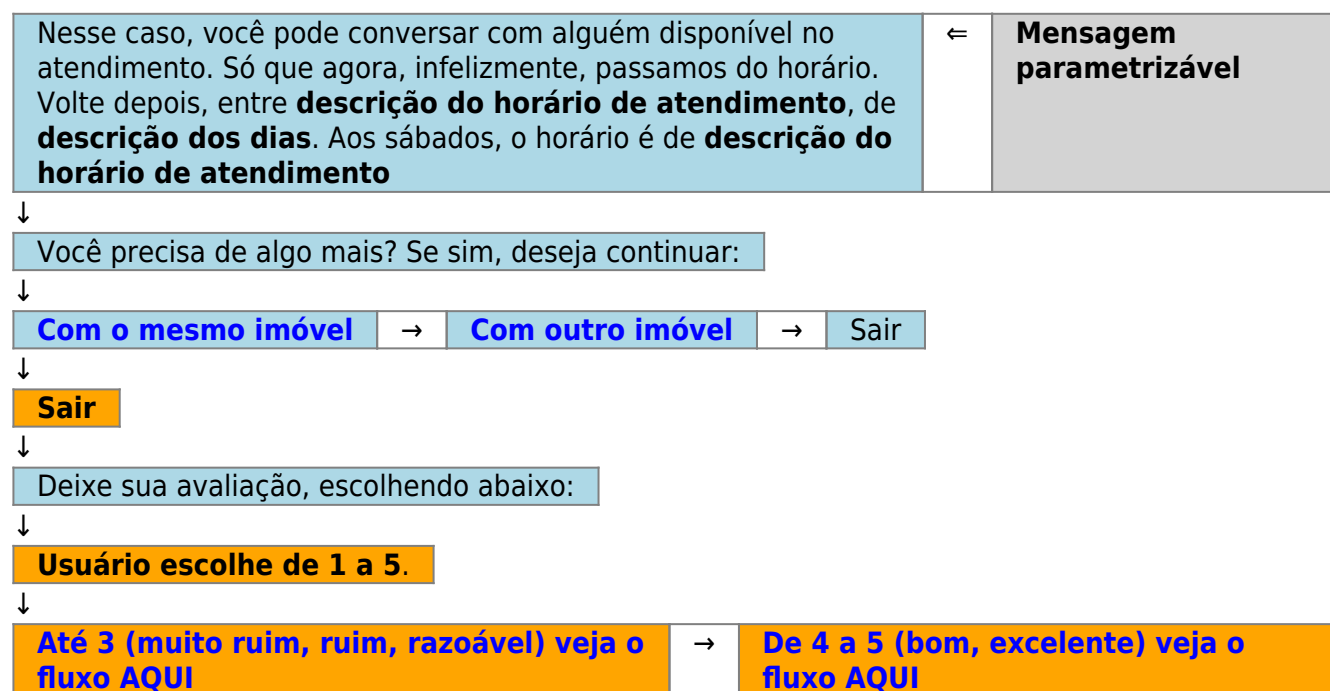 Nesse caso, você pode conversar com alguém disponível no
atendimento. Só que agora, infelizmente, passamos do horário.
Volte depois, entre descrição do horário de atendimento, de
descrição dos dias. Aos sábados, o horário é de descrição do
horário de atendimento
⇐
Mensagem
parametrizável
↓
Você precisa de algo mais? Se sim, deseja continuar:
↓
Com o mesmo imóvel → Com outro imóvel → Sair
↓
Sair
↓
Deixe sua avaliação, escolhendo abaixo:
↓
Usuário escolhe de 1 a 5.
↓
Até 3 (muito ruim, ruim, razoável) veja o
fluxo AQUI
→
De 4 a 5 (bom, excelente) veja o
fluxo AQUI